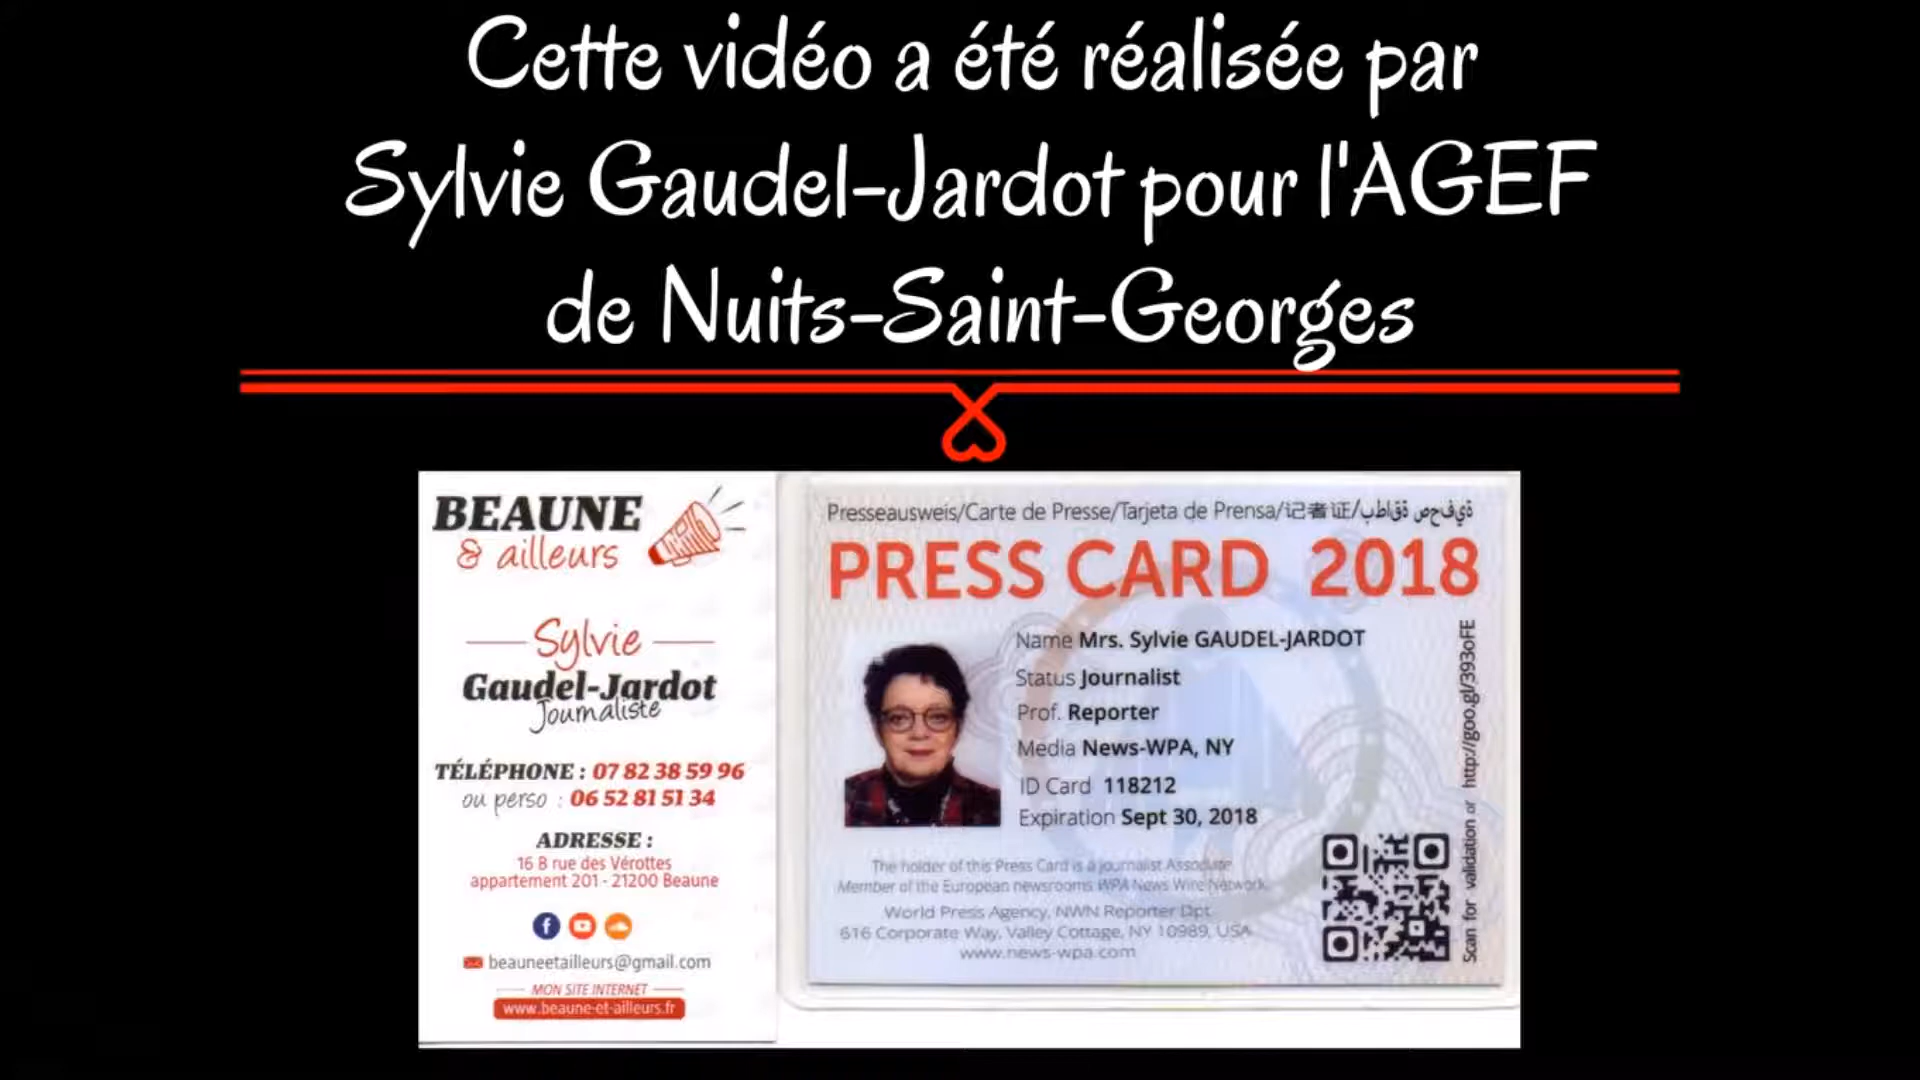 Cette vidéo a été réalisée par
Sylvie Gaudel-Jardot pour l'AGEF
de Nuits-Saint-Georges
BEAUNE
& ailleurs
Sylvie
Gaudel-Jardot
Journaliste
TÉLÉPHONE : 07 82 38 59 96
ou perso : 06 52 81 51 34
ADRESSE :
16 B rue des Vérottes
appartement 201 - 21200 Beaune
beauneetailleurs@gmail.com
MON SITE INTERNET
www.beaune-et-ailleurs.fr
Presseausweis/Carte de Presse/Tarjeta de Prensa/记者证/ةيفحص ةقاطب
PRESS CARD 2018
Name Mrs. Sylvie GAUDEL-JARDOT
Status Journalist
Prof. Reporter
Media News-WPA, NY
ID Card 118212
Expiration Sept 30, 2018
The holder of this Press Card is a journalist Associate
Member of the European newsrooms WPA News Wire Network.
World Press Agency, NWN Reporter Dpt.
616 Corporate Way, Valley Cottage, NY 10989, USA
www.news-wpa.com
Scan for validation or http://goo.gl/393oFE